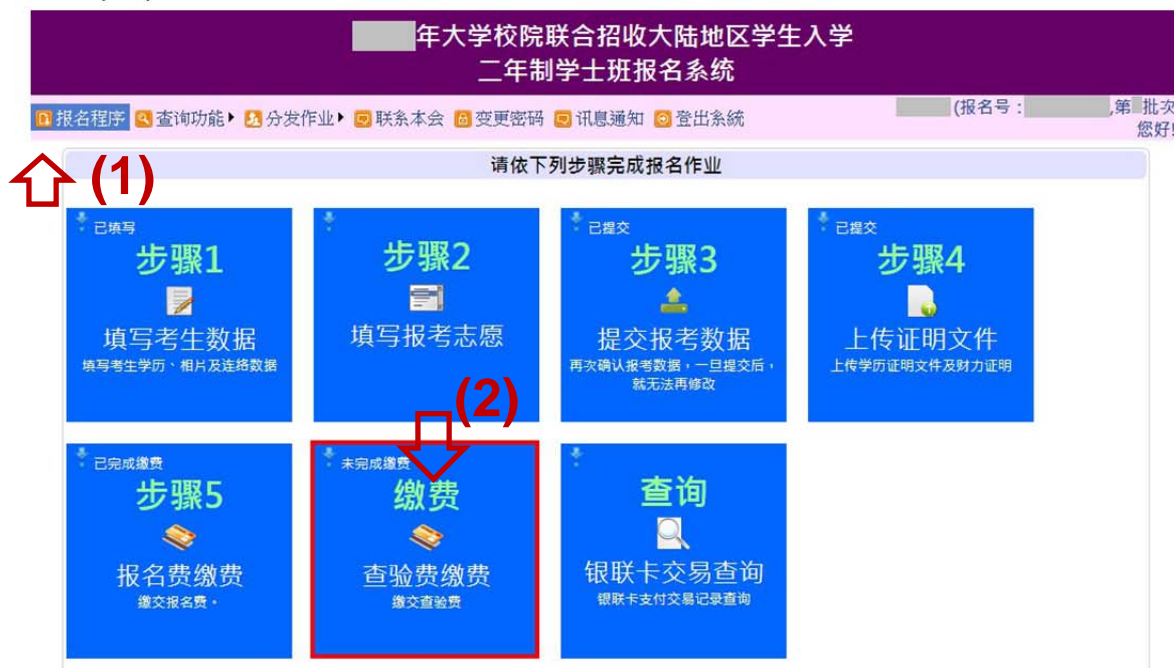 年大学校院联合招收大陆地区学生入学
二年制学士班报名系统
报名程序 查询功能 分发作业 联系本会 变更密码 讯息通知 登出系统
(报名号: ,第 批次
您好!
(1)
请依下列步骤完成报名作业
已填写
步骤1
填写考生数据
填写考生学历、相片及连络数据
步骤2
填写报考志愿
已提交
步骤3
提交报考数据
再次确认报考数据,一旦提交后,
就无法再修改
已提交
步骤4
上传证明文件
上传学历证明文件及财力证明
(2)
已完成缴费
步骤5
报名费缴费
缴交报名费。
未完成缴费
缴费
查验费缴费
缴交查验费
查询
银联卡交易查询
银联卡支付交易记录查询